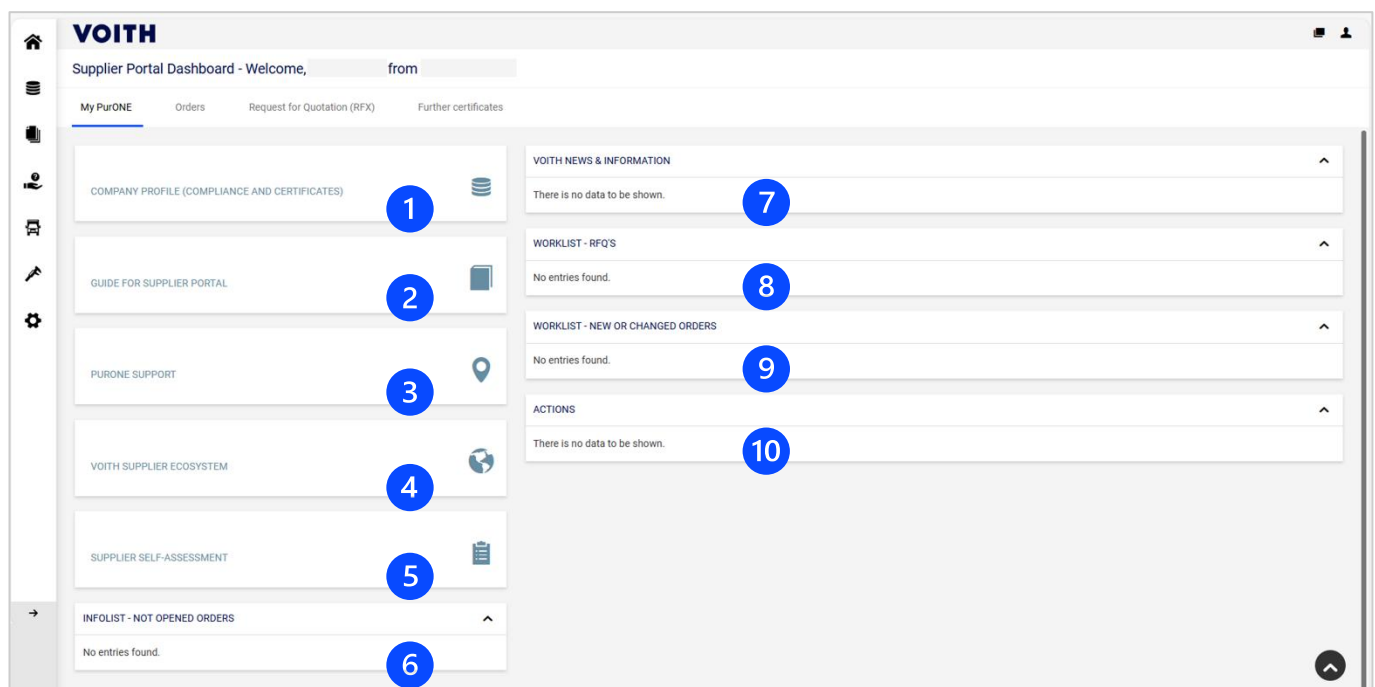 VOITH
Supplier Portal Dashboard - Welcome, from
My PurONE Orders Request for Quotation (RFX) Further certificates
COMPANY PROFILE (COMPLIANCE AND CERTIFICATES)
1
GUIDE FOR SUPPLIER PORTAL
2
PURONE SUPPORT
3
VOITH SUPPLIER ECOSYSTEM
4
SUPPLIER SELF-ASSESSMENT
5
INFOLIST - NOT OPENED ORDERS
No entries found.
6
VOITH NEWS & INFORMATION
There is no data to be shown.
7
WORKLIST - RFQ'S
No entries found.
8
WORKLIST - NEW OR CHANGED ORDERS
No entries found.
9
ACTIONS
There is no data to be shown.
10